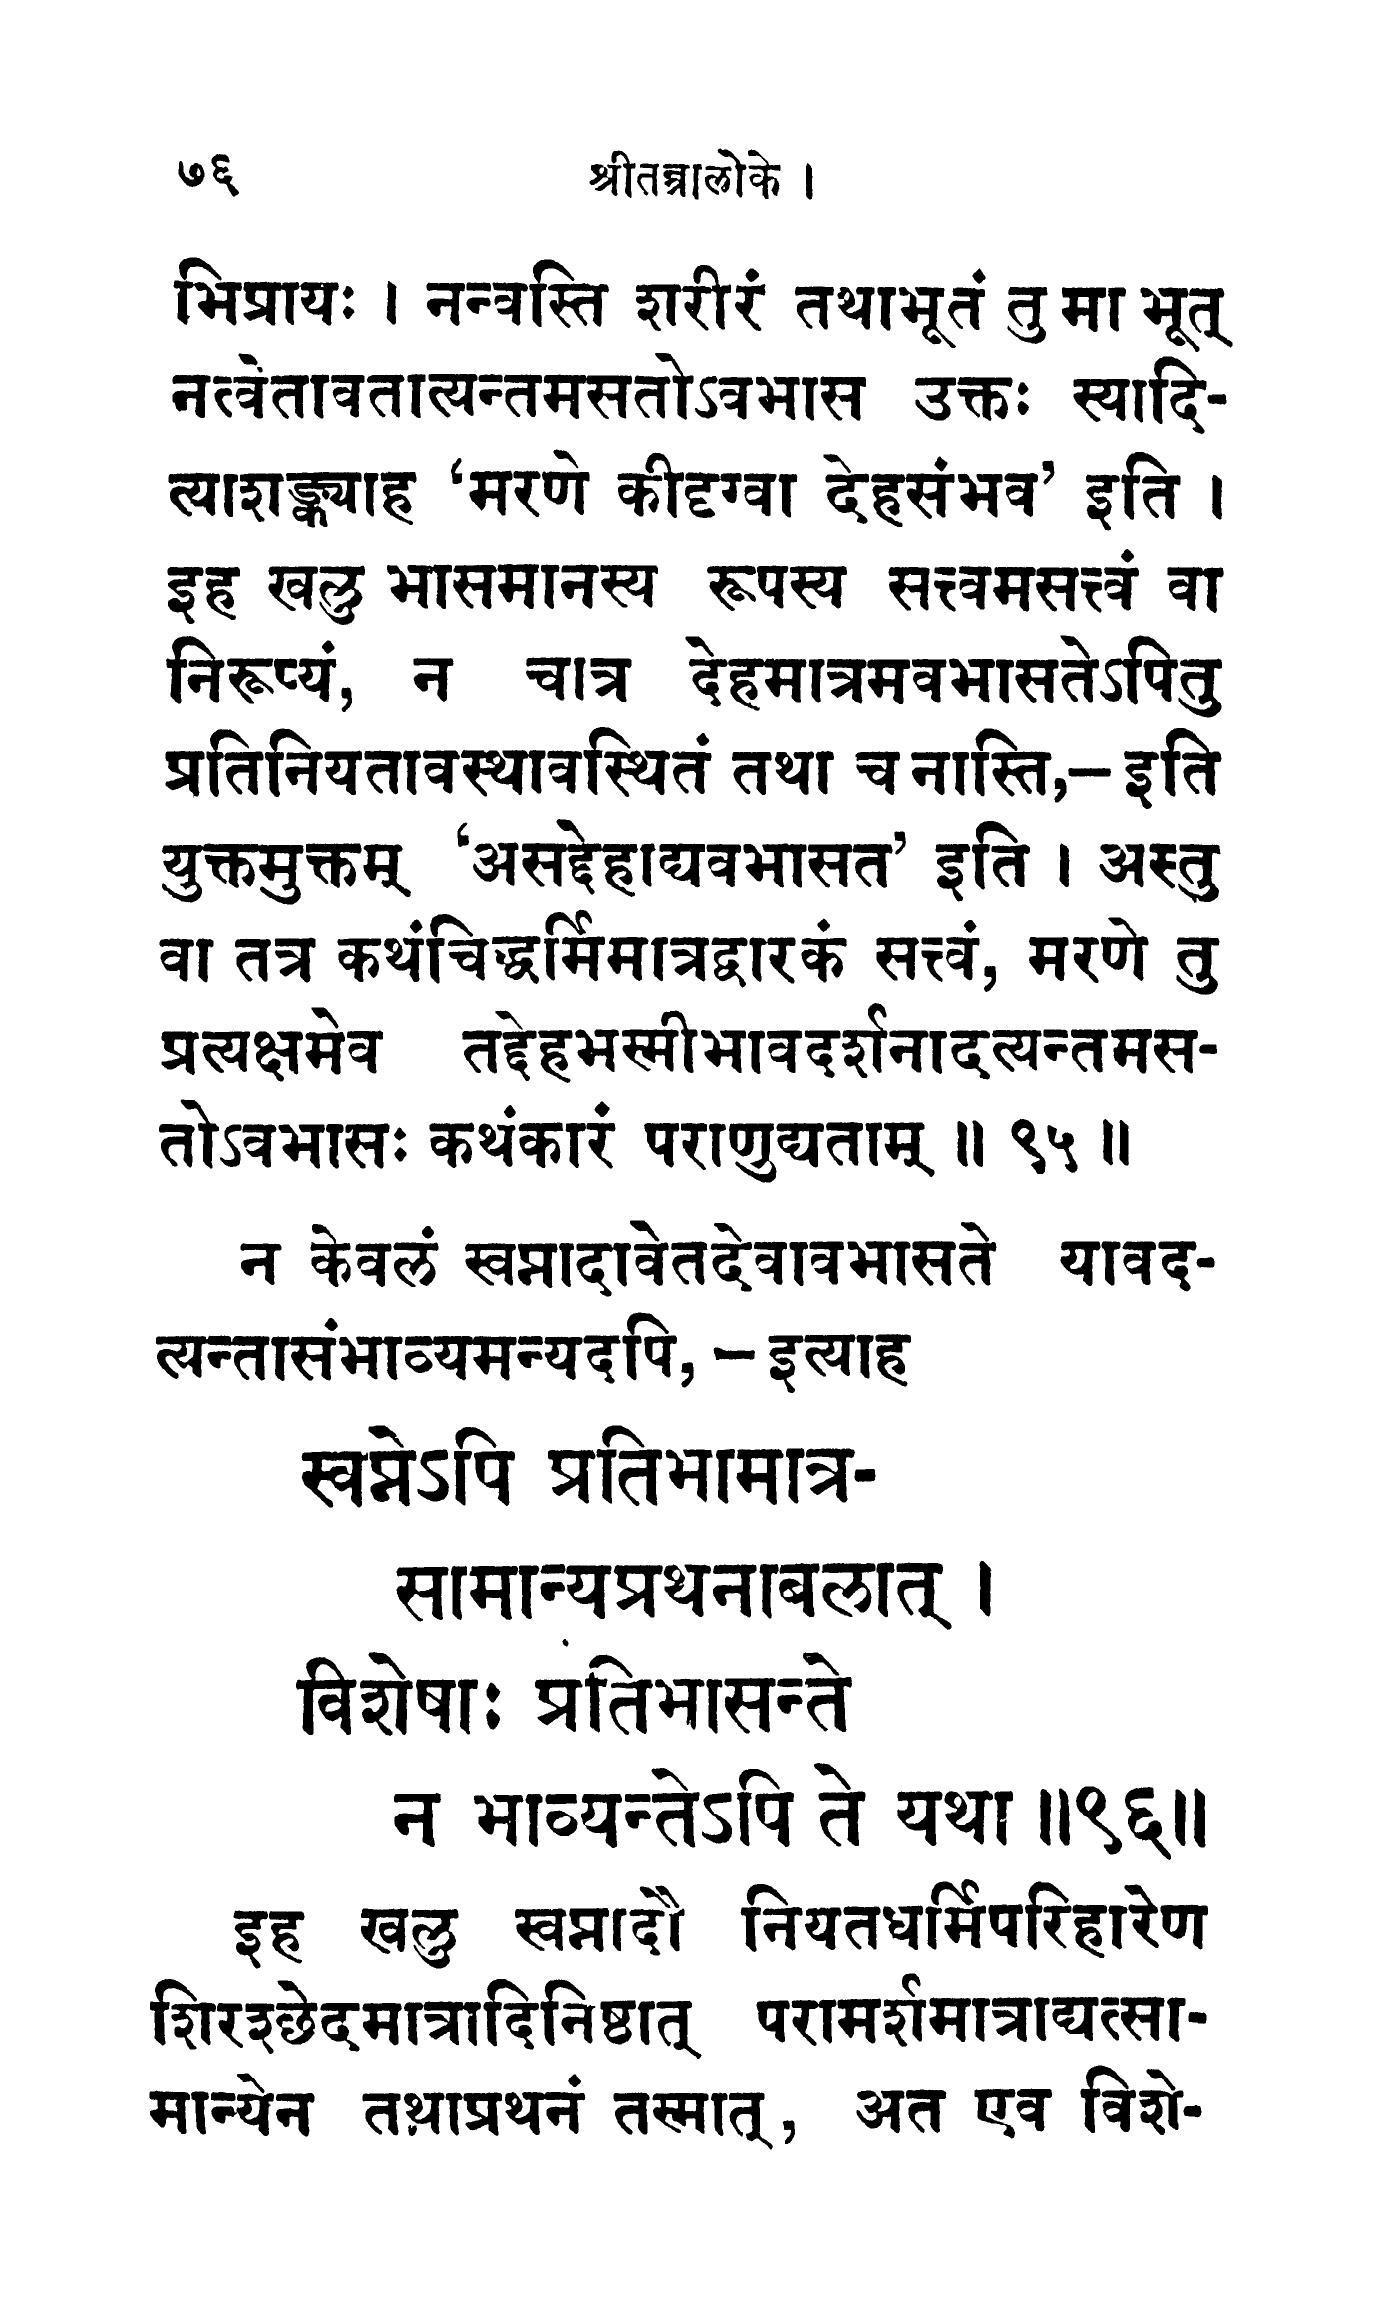 ७६ श्रीतन्त्रालोके ।
भिप्रायः । नन्वस्ति शरीरं तथाभूतं तु मा भूत्
नत्वेतावतात्यन्तमसतोऽवभास उक्तः स्यादि-
त्याशङ्क्याह ‘मरणे कीदृग्वा देहसंभव’ इति ।
इह खलु भासमानस्य रूपस्य सत्त्वमसत्त्वं वा
निरूप्यं, न चात्र देहमात्रमवभासतेऽपितु
प्रतिनियतावस्थावस्थितं तथा च नास्ति,—इति
युक्तमुक्तम् ‘असद्देहाद्यवभासत’ इति । अस्तु
वा तत्र कथंचिद्धर्मिमात्रद्वारकं सत्त्वं, मरणे तु
प्रत्यक्षमेव तद्देहभस्मीभावदर्शनादत्यन्तमस-
तोऽवभासः कथंकारं पराणुद्यताम् ॥ ९५ ॥
न केवलं स्वप्नादावेतदेवावभासते यावद-
त्यन्तासंभाव्यमन्यदपि,—इत्याह
स्वप्नेऽपि प्रतिभामात्र-
सामान्यप्रथनाबलात् ।
विशेषाः प्रतिभासन्ते
न भाव्यन्तेऽपि ते यथा ॥९६॥
इह खलु स्वप्नादौ नियतधर्मिपरिहारेण
शिरश्छेदमात्रादिनिष्ठात् परामर्शमात्राद्यत्सा-
मान्येन तथाप्रथनं तस्मात्, अत एव विशे-